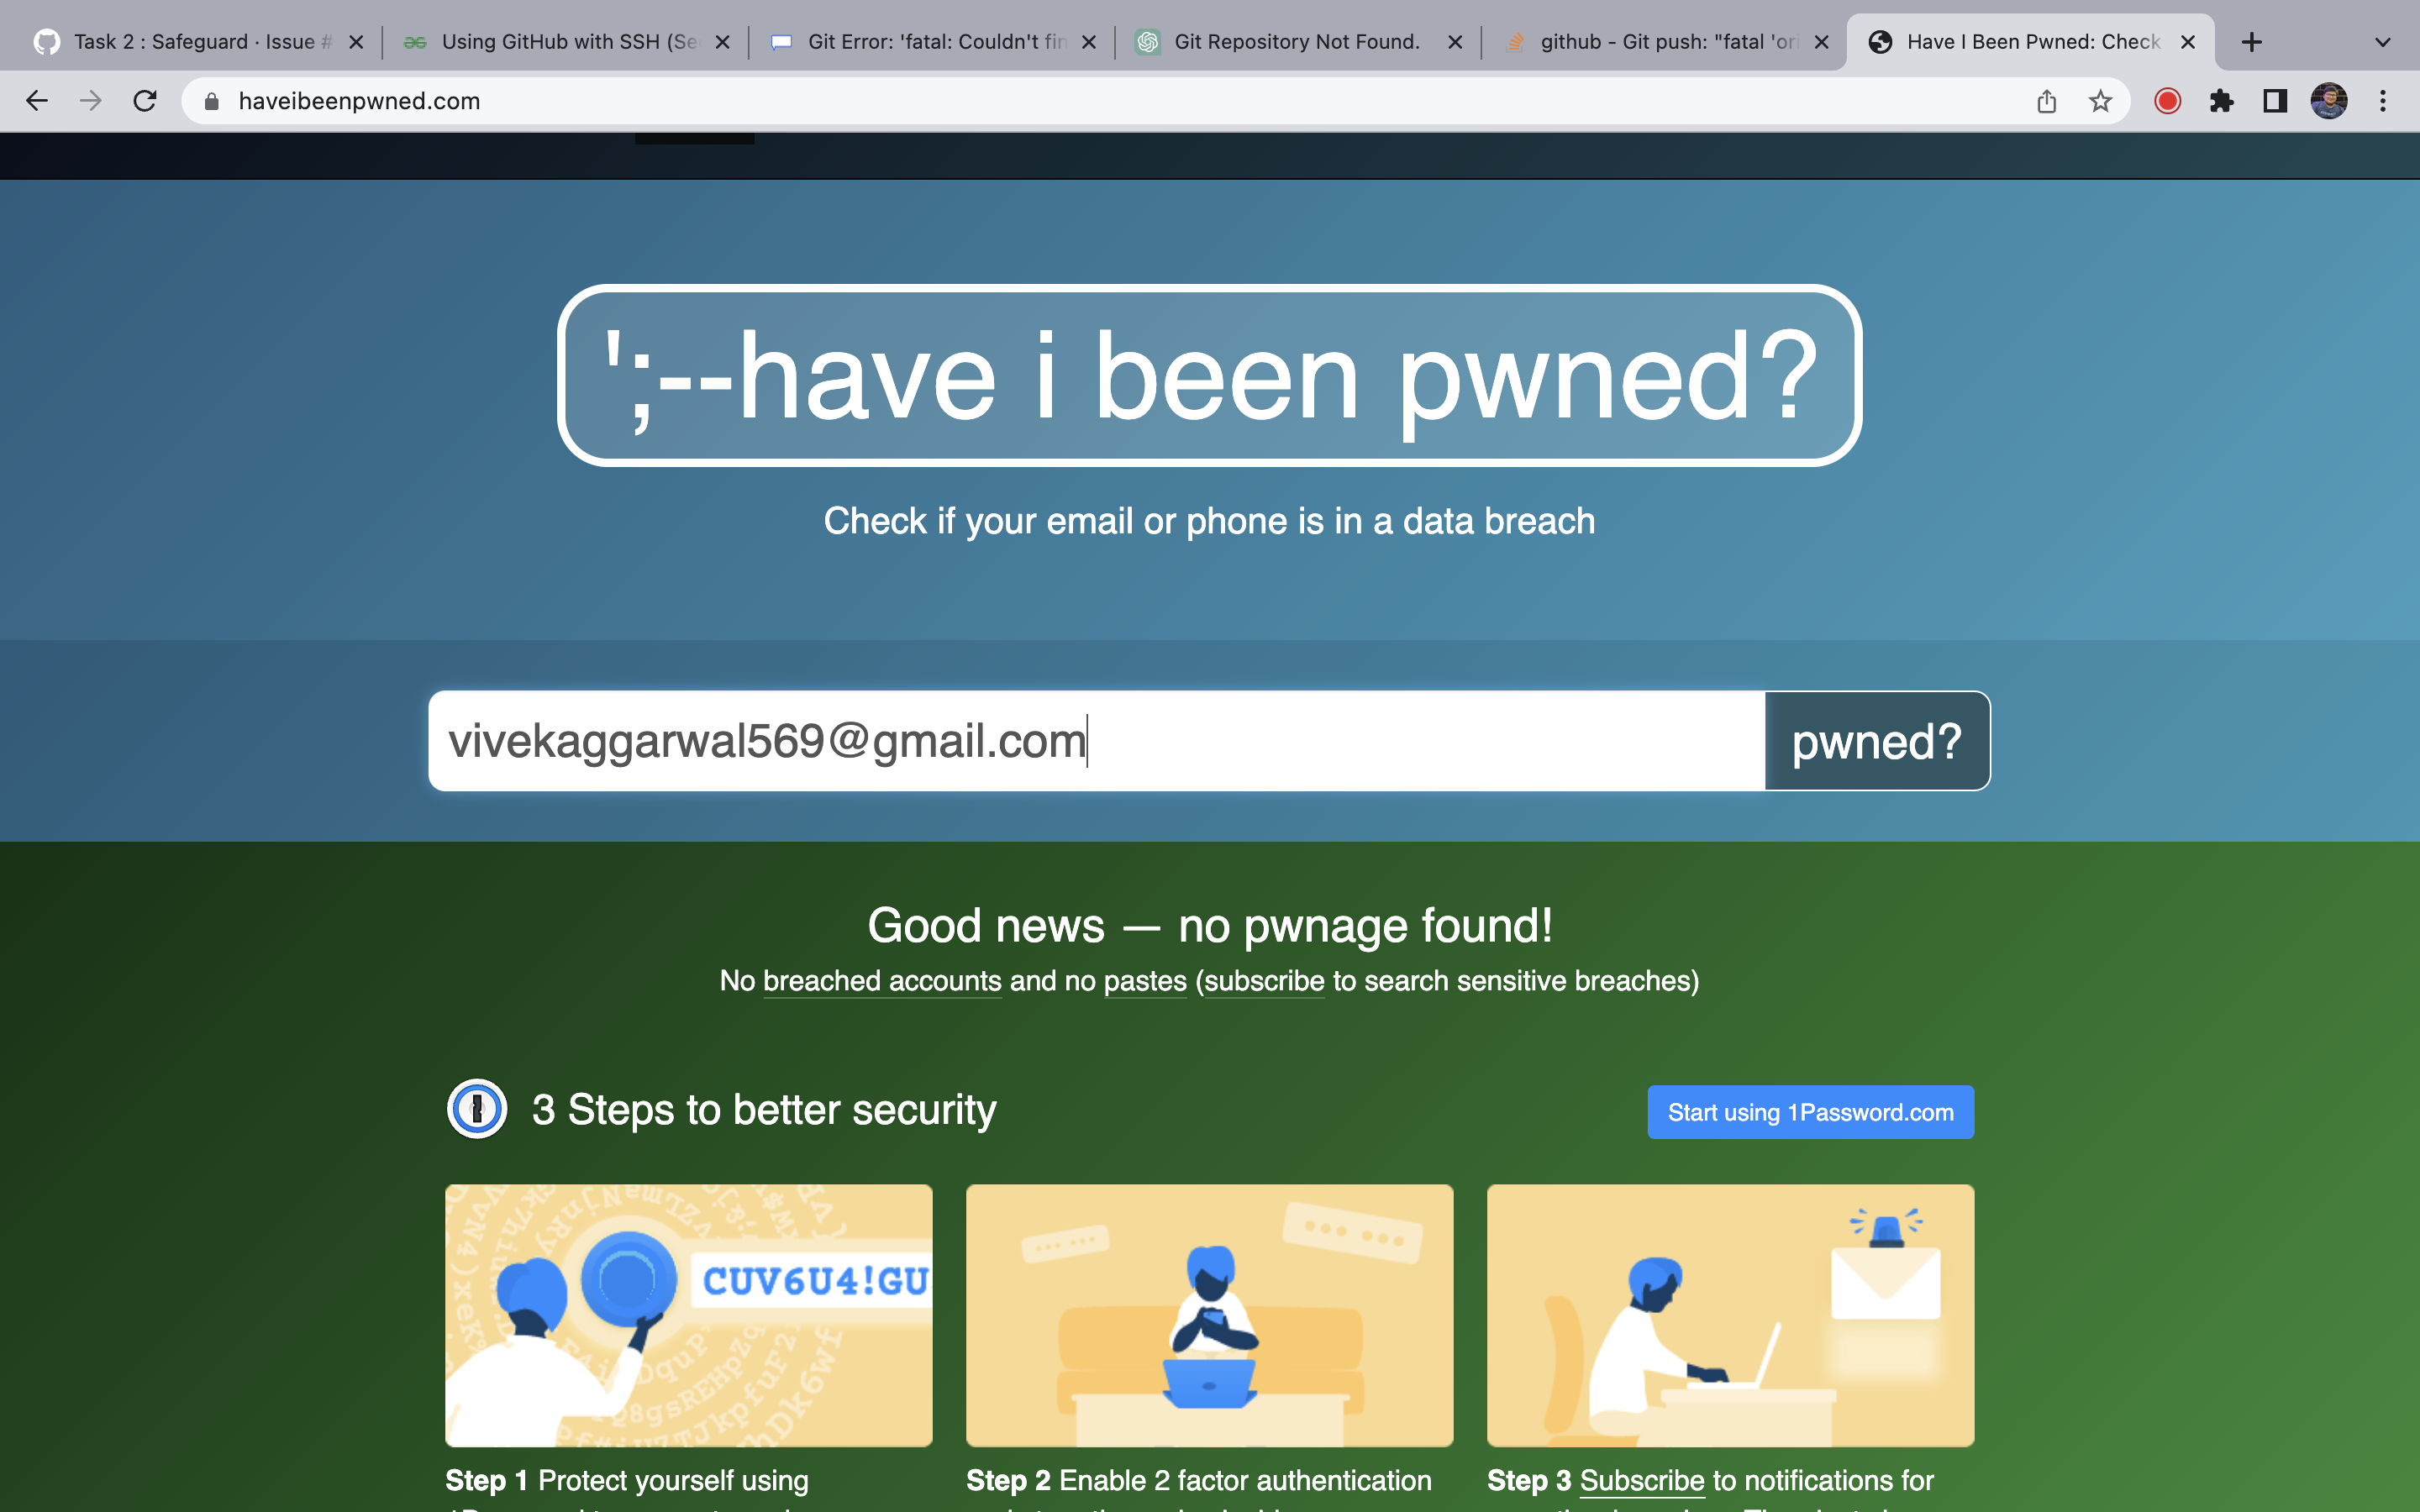 Task 2 : Safeguard · Issue #
Using GitHub with SSH (Se
Git Error: 'fatal: Couldn't fin
Git Repository Not Found.
github - Git push: "fatal 'ori
Have I Been Pwned: Check
haveibeenpwned.com
';--have i been pwned?
Check if your email or phone is in a data breach
vivekaggarwal569@gmail.com
pwned?
Good news — no pwnage found!
No breached accounts and no pastes (subscribe to search sensitive breaches)
3 Steps to better security
Start using 1Password.com
CUV6U4!GU
Step 1 Protect yourself using
Step 2 Enable 2 factor authentication
Step 3 Subscribe to notifications for